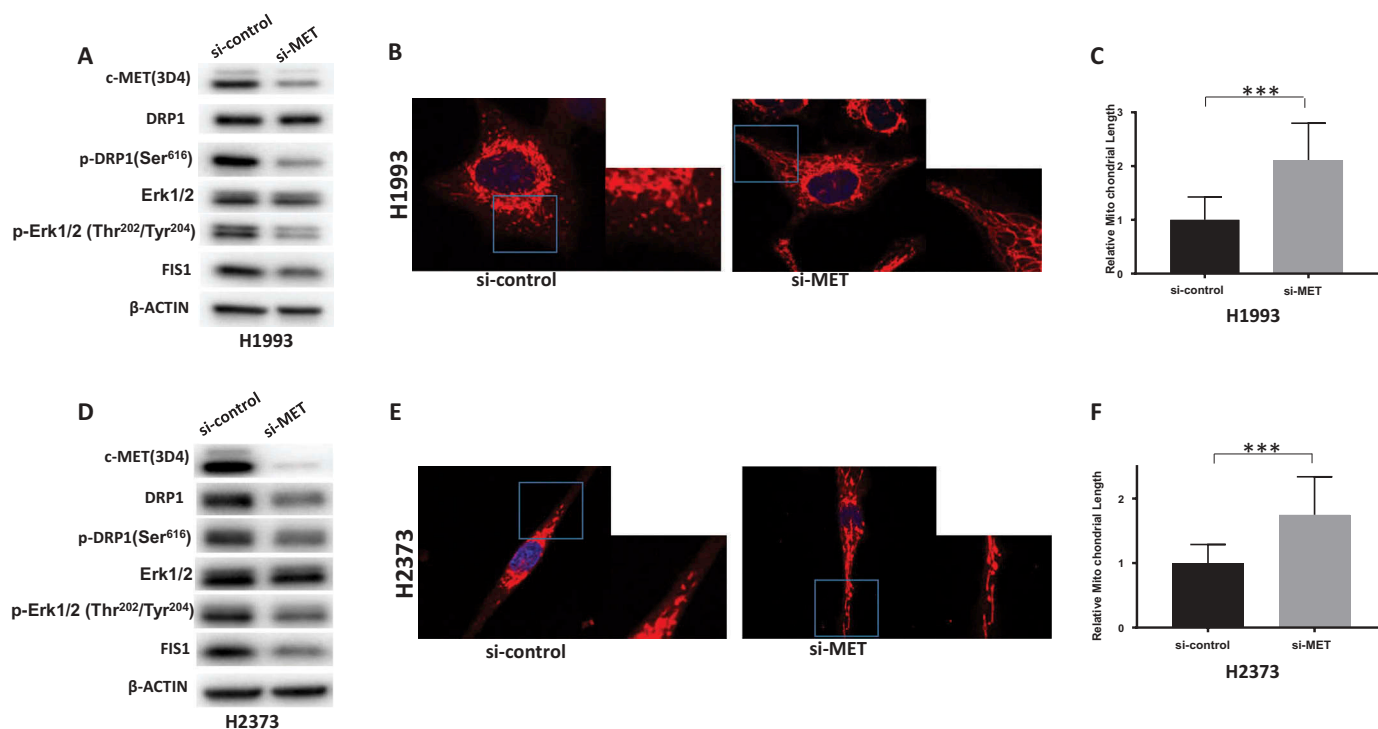 A
si-control
si-MET
c-MET(3D4)
DRP1
p-DRP1(Ser616)
Erk1/2
p-Erk1/2 (Thr202/Tyr204)
FIS1
β-ACTIN
H1993
B
H1993
si-control
si-MET
C
Relative Mito chondrial Length
3
2
1
0
***
si-control
si-MET
H1993
D
si-control
si-MET
c-MET(3D4)
DRP1
p-DRP1(Ser616)
Erk1/2
p-Erk1/2 (Thr202/Tyr204)
FIS1
β-ACTIN
H2373
E
H2373
si-control
si-MET
F
Relative Mito chondrial Length
2
1
0
***
si-control
si-MET
H2373